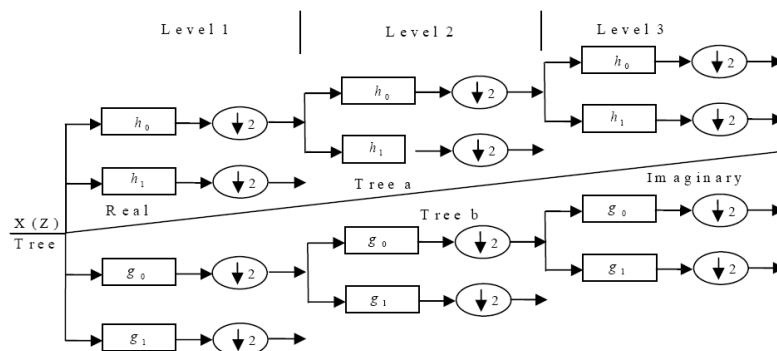 Level 1
Level 2
Level 3
h0
↓ 2
h0
↓ 2
h0
↓ 2
h1
↓ 2
h1
↓ 2
h1
↓ 2
Real
Tree a
Imaginary
X(Z)
Tree
Tree b
g0
↓ 2
g0
↓ 2
g0
↓ 2
g1
↓ 2
g1
↓ 2
g1
↓ 2